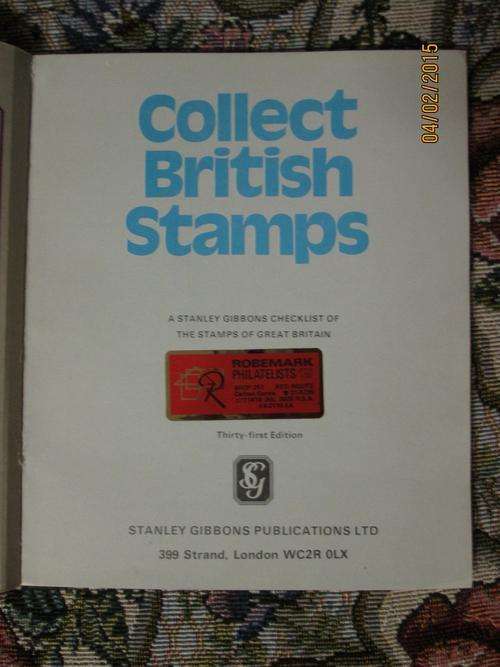 04/02/2015
Collect
British
Stamps
A STANLEY GIBBONS CHECKLIST OF
THE STAMPS OF GREAT BRITAIN
R
ROBEMARK
PHILATELISTS
Thirty-first Edition
SG
STANLEY GIBBONS PUBLICATIONS LTD
399 Strand, London WC2R 0LX